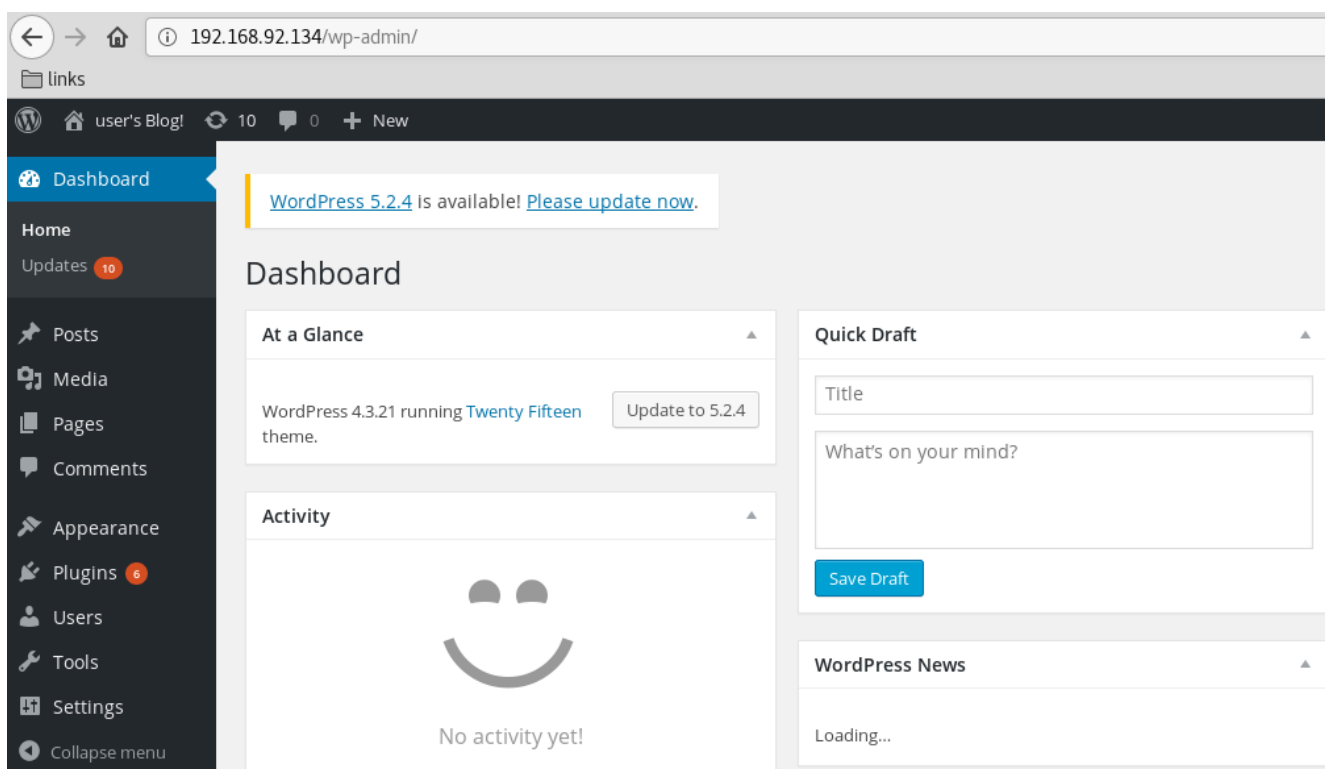 192.168.92.134/wp-admin/
links
user's Blog! 10 0 New
Dashboard
Home
Updates 10
Posts
Media
Pages
Comments
Appearance
Plugins 6
Users
Tools
Settings
Collapse menu
WordPress 5.2.4 is available! Please update now.
Dashboard
At a Glance
WordPress 4.3.21 running Twenty Fifteen
theme.
Update to 5.2.4
Activity
No activity yet!
Quick Draft
Title
What's on your mind?
Save Draft
WordPress News
Loading...